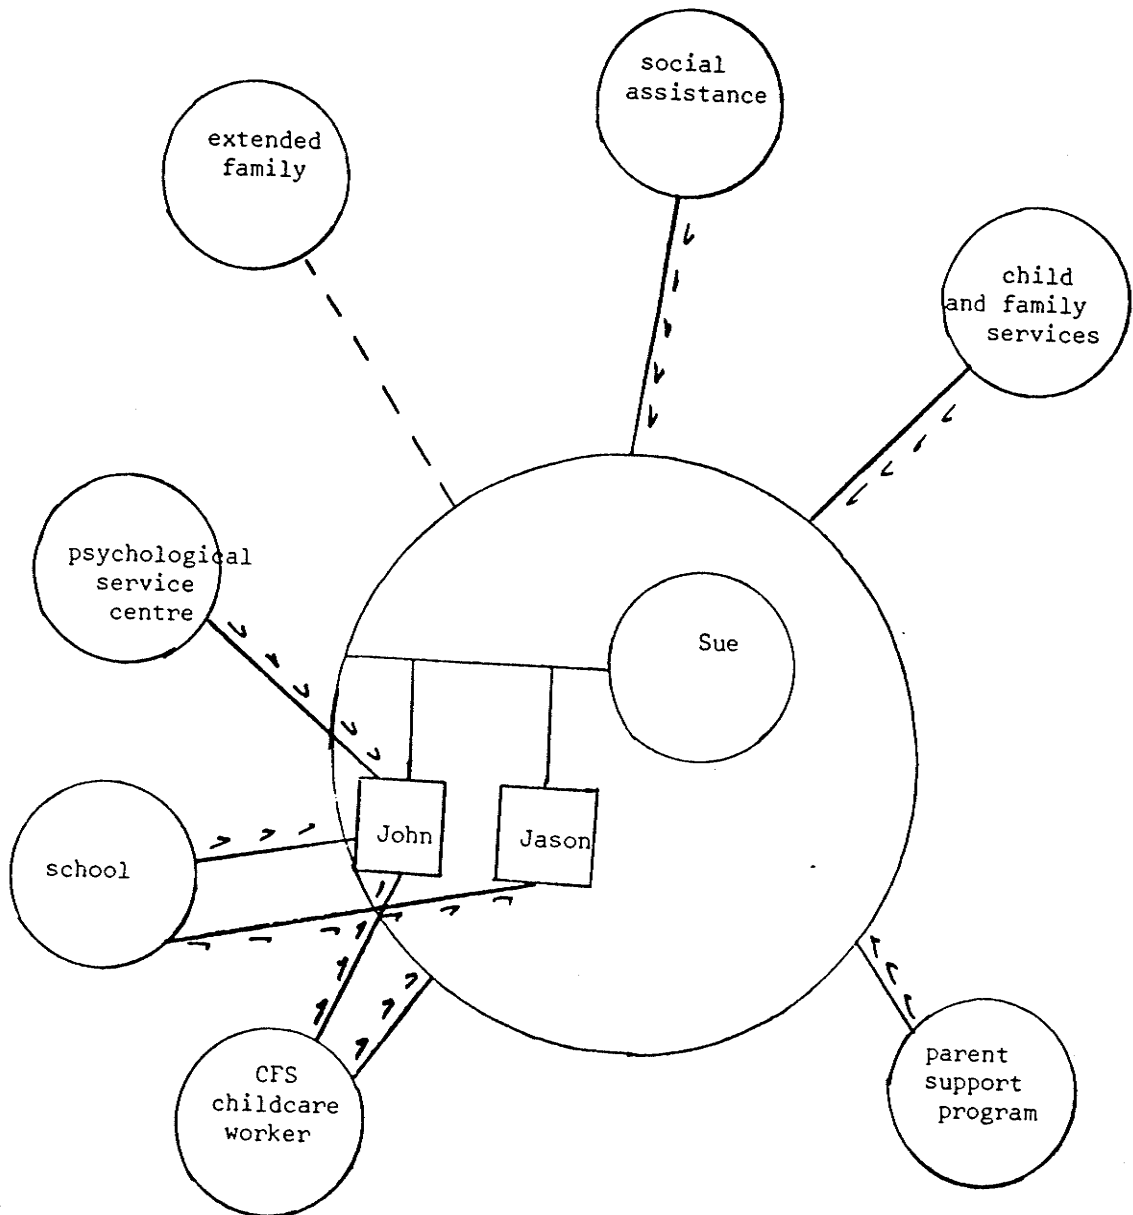 social
assistance
extended
family
child
and family
services
psychological
service
centre
Sue
John
Jason
school
CFS
childcare
worker
parent
support
program